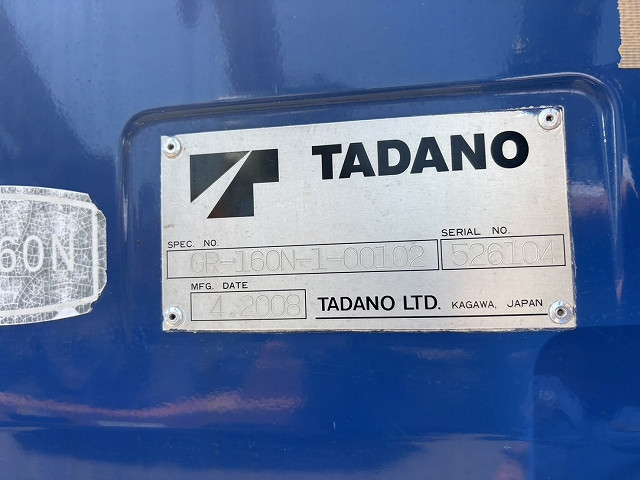 TADANO
SPEC. NO. SERIAL NO.
GR-160N-1-00102 526104
MFG. DATE
4.2008 TADANO LTD. KAGAWA, JAPAN
60N